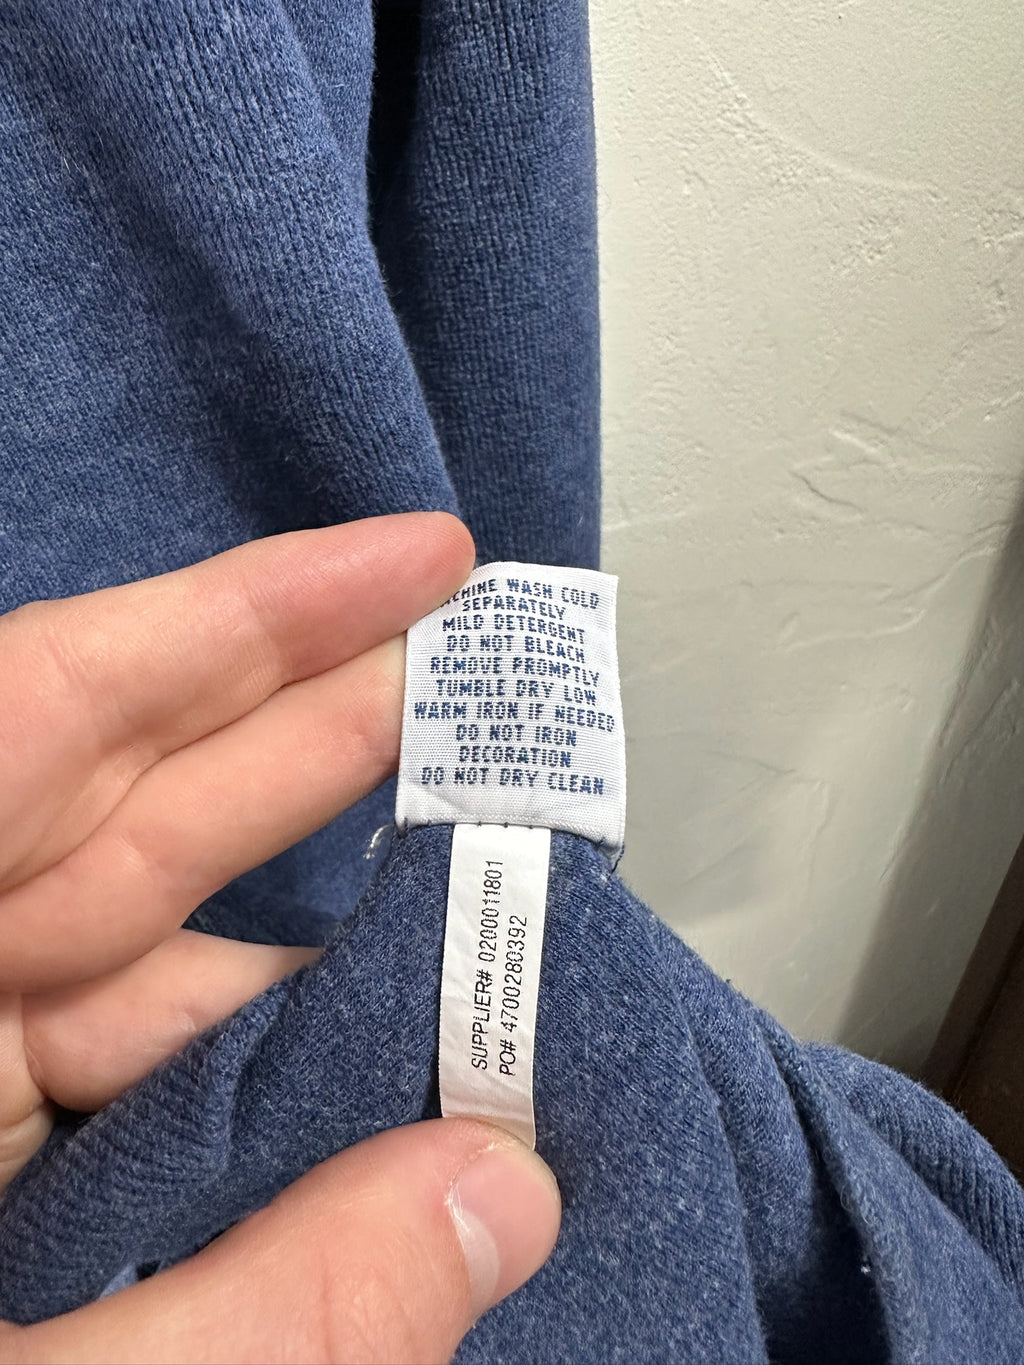 WASH COLD
SEPARATELY
MILD DETERGENT
DO NOT BLEACH
REMOVE PROMPTLY
TUMBLE DRY LOW
WARM IRON IF NEEDED
DO NOT IRON
DECORATION
DO NOT DRY CLEAN
SUPPLIER# 0200011801
PO# 4700280392